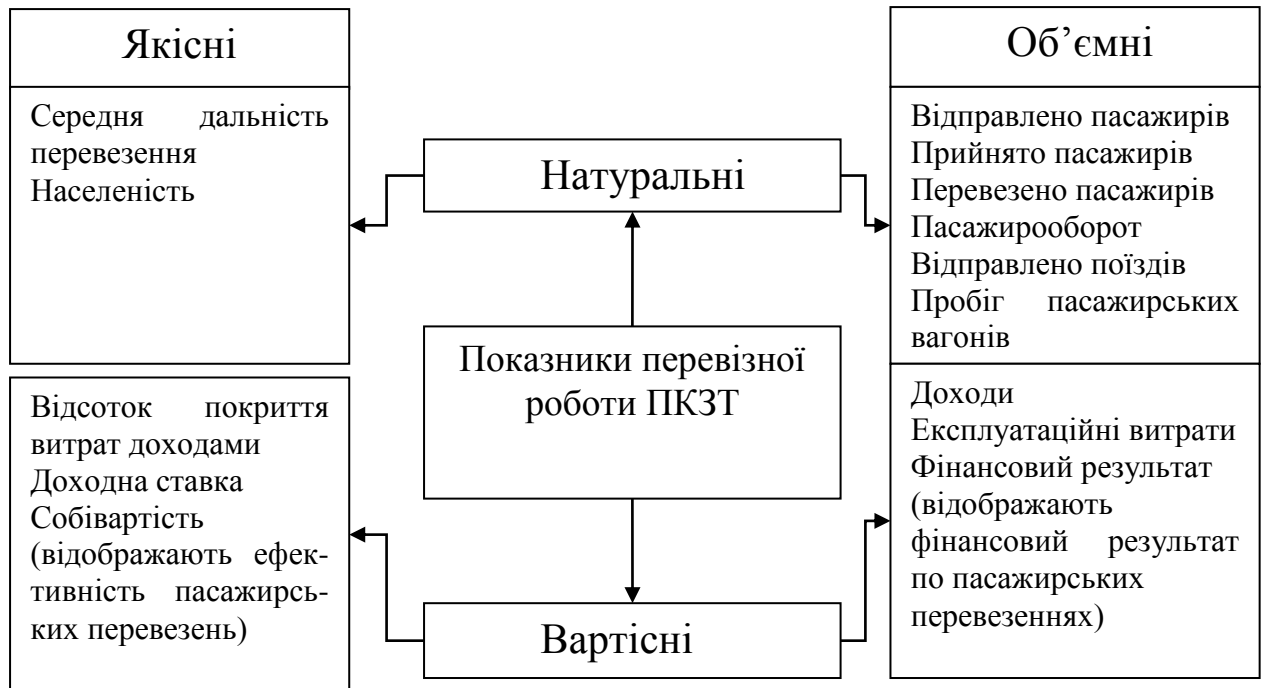 Якісні
Середня дальність
перевезення
Населеність
Відсоток покриття
витрат доходами
Доходна ставка
Собівартість
(відображають ефек-
тивність пасажирсь-
ких перевезень)
Натуральні
Показники перевізної
роботи ПКЗТ
Вартісні
Об’ємні
Відправлено пасажирів
Прийнято пасажирів
Перевезено пасажирів
Пасажирооборот
Відправлено поїздів
Пробіг пасажирських
вагонів
Доходи
Експлуатаційні витрати
Фінансовий результат
(відображають
фінансовий результат
по пасажирських
перевезеннях)